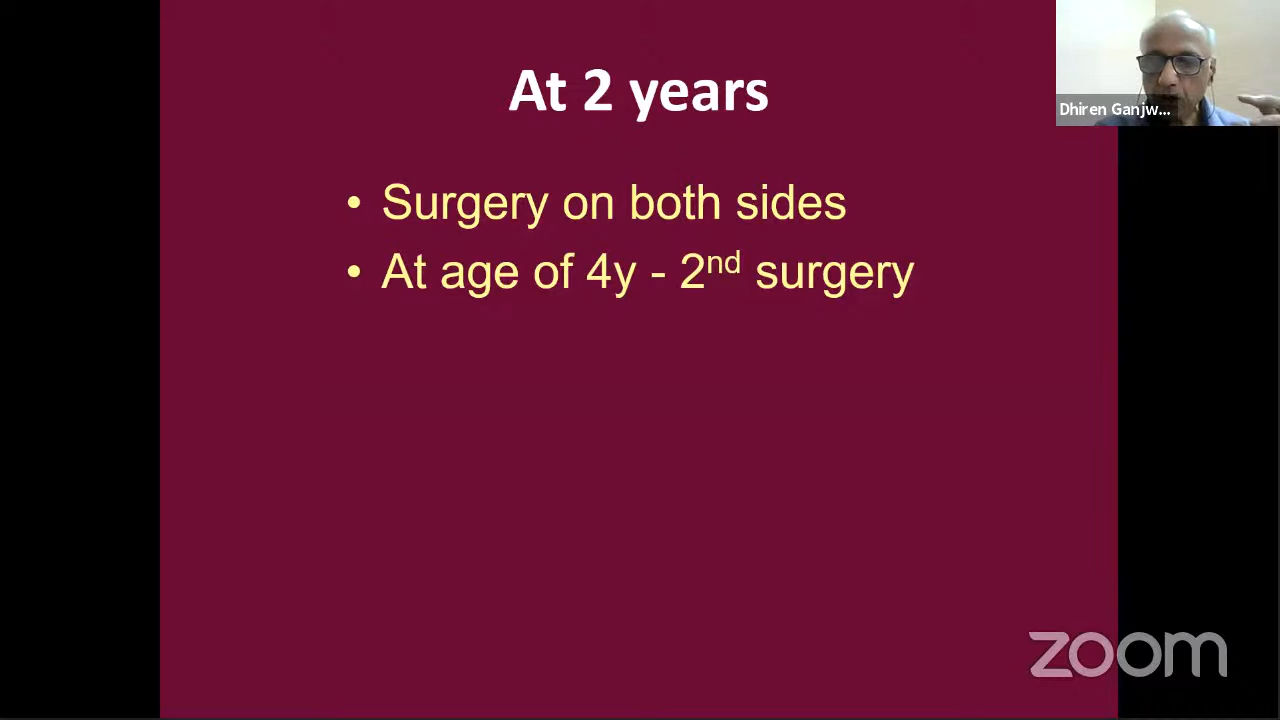 At 2 years
Dhiren Ganjw...
• Surgery on both sides
• At age of 4y - 2nd surgery
zoom